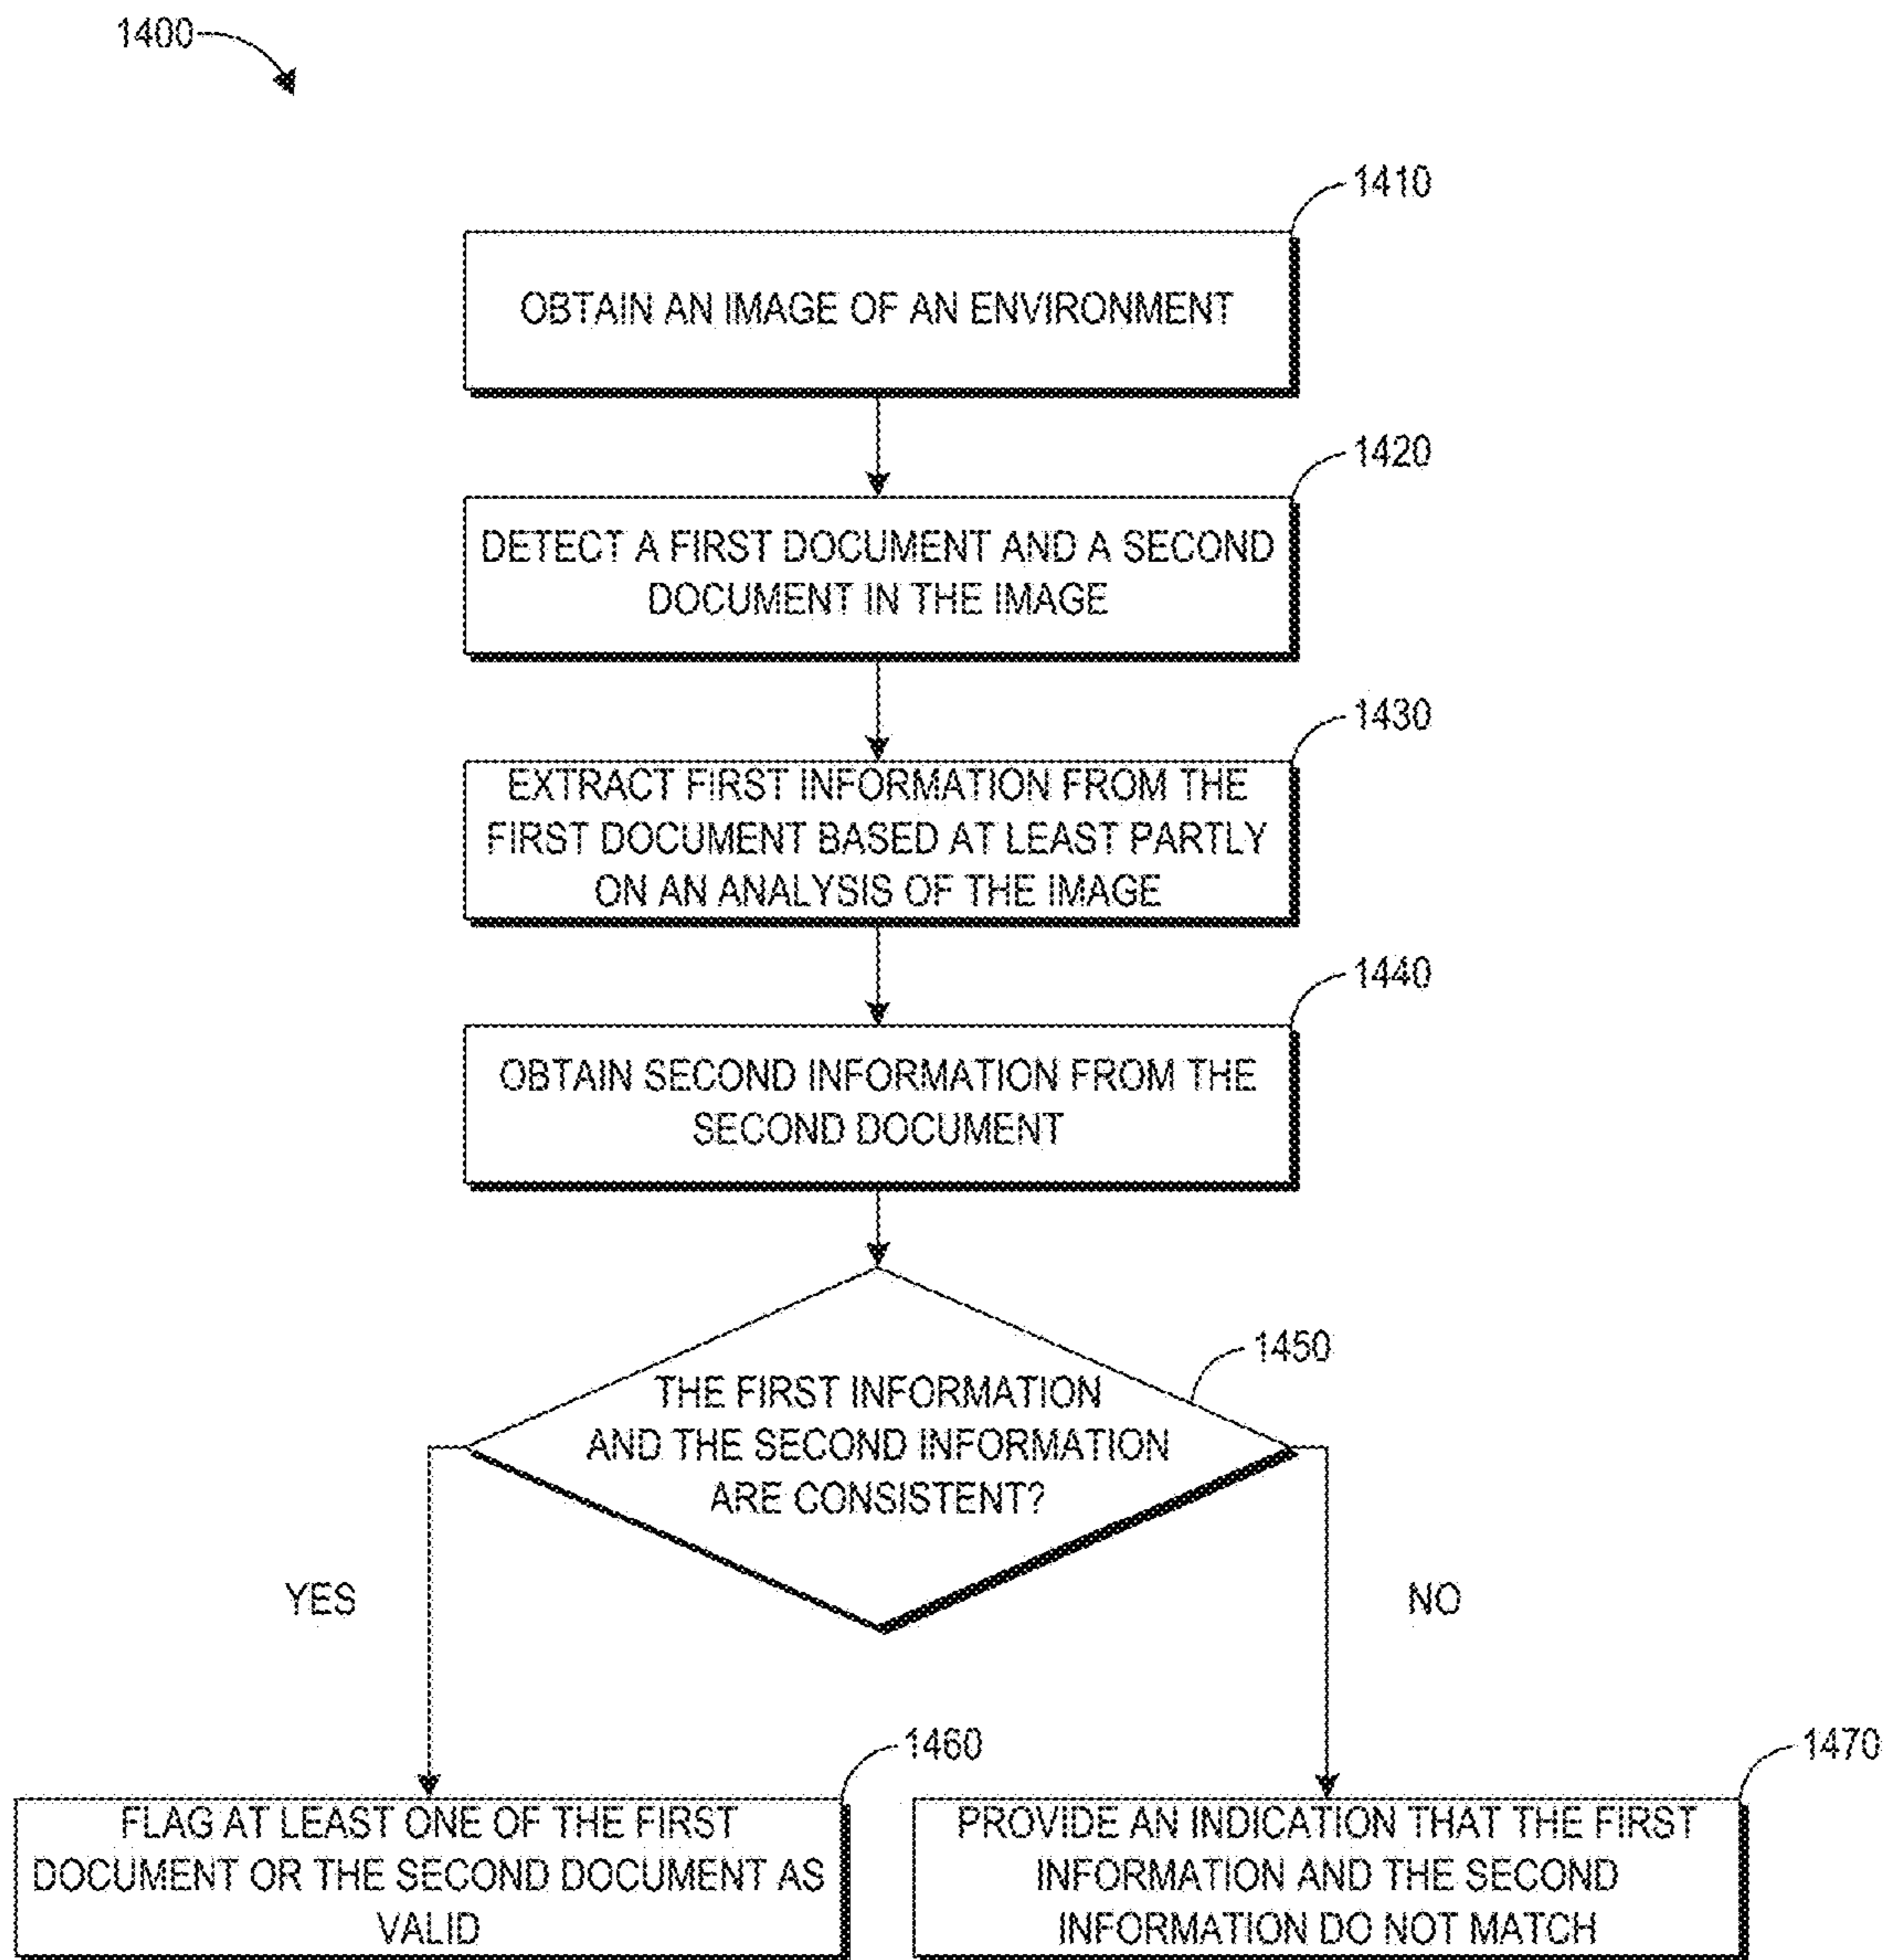 1400
1410
OBTAIN AN IMAGE OF AN ENVIRONMENT
1420
DETECT A FIRST DOCUMENT AND A SECOND
DOCUMENT IN THE IMAGE
1430
EXTRACT FIRST INFORMATION FROM THE
FIRST DOCUMENT BASED AT LEAST PARTLY
ON AN ANALYSIS OF THE IMAGE
1440
OBTAIN SECOND INFORMATION FROM THE
SECOND DOCUMENT
1450
THE FIRST INFORMATION
AND THE SECOND INFORMATION
ARE CONSISTENT?
YES
NO
1460
FLAG AT LEAST ONE OF THE FIRST
DOCUMENT OR THE SECOND DOCUMENT AS
VALID
1470
PROVIDE AN INDICATION THAT THE FIRST
INFORMATION AND THE SECOND
INFORMATION DO NOT MATCH